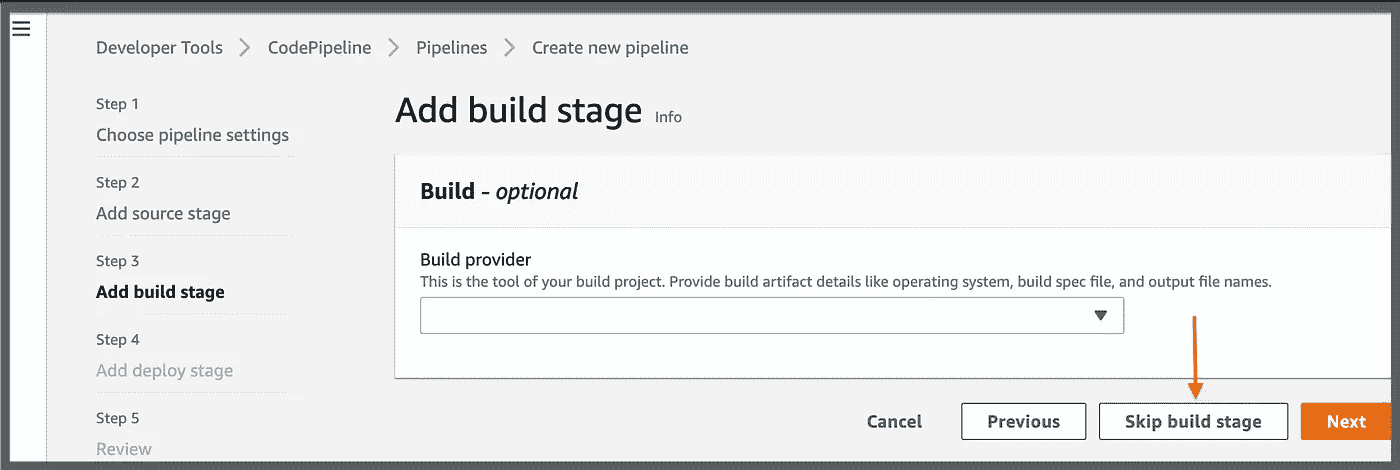 Developer Tools CodePipeline Pipelines Create new pipeline
Step 1
Choose pipeline settings
Step 2
Add source stage
Step 3
Add build stage
Step 4
Add deploy stage
Step 5
Review
Add build stage Info
Build - optional
Build provider
This is the tool of your build project. Provide build artifact details like operating system, build spec file, and output file names.
Cancel Previous Skip build stage Next